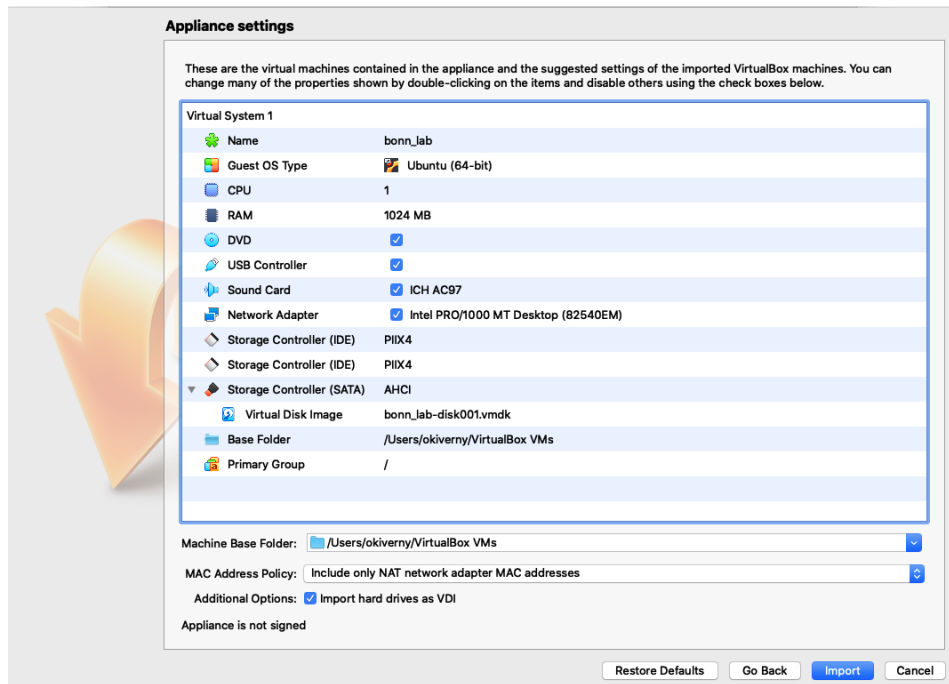 Appliance settings
These are the virtual machines contained in the appliance and the suggested settings of the imported VirtualBox machines. You can
change many of the properties shown by double-clicking on the items and disable others using the check boxes below.
Virtual System 1
Name bonn_lab
Guest OS Type Ubuntu (64-bit)
CPU 1
RAM 1024 MB
DVD
USB Controller
Sound Card ICH AC97
Network Adapter Intel PRO/1000 MT Desktop (82540EM)
Storage Controller (IDE) PIIX4
Storage Controller (IDE) PIIX4
Storage Controller (SATA) AHCI
Virtual Disk Image bonn_lab-disk001.vmdk
Base Folder /Users/okiverny/VirtualBox VMs
Primary Group /
Machine Base Folder: /Users/okiverny/VirtualBox VMs
MAC Address Policy: Include only NAT network adapter MAC addresses
Additional Options: Import hard drives as VDI
Appliance is not signed
Restore Defaults Go Back Import Cancel